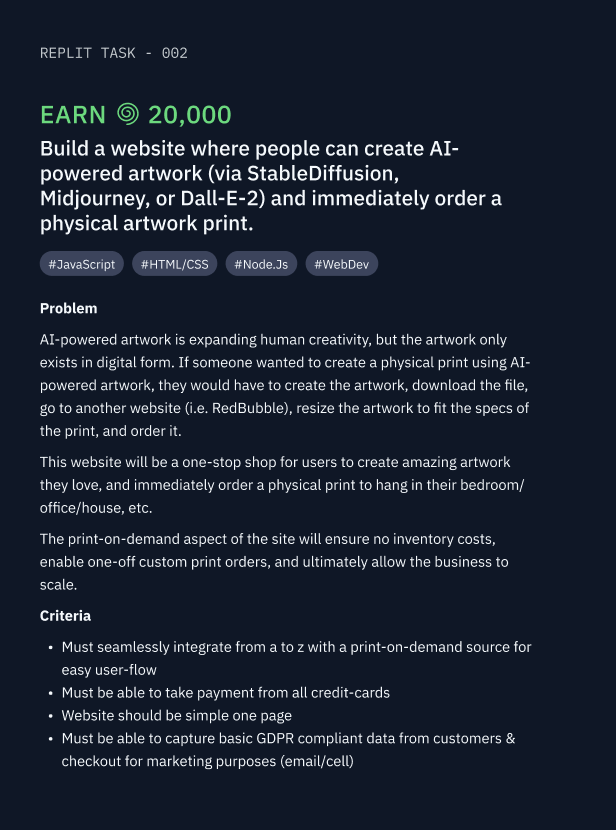 REPLIT TASK - 002
EARN 20,000
Build a website where people can create AI-
powered artwork (via StableDiffusion,
Midjourney, or Dall-E-2) and immediately order a
physical artwork print.
#JavaScript #HTML/CSS #Node.Js #WebDev
Problem
AI-powered artwork is expanding human creativity, but the artwork only
exists in digital form. If someone wanted to create a physical print using AI-
powered artwork, they would have to create the artwork, download the file,
go to another website (i.e. RedBubble), resize the artwork to fit the specs of
the print, and order it.
This website will be a one-stop shop for users to create amazing artwork
they love, and immediately order a physical print to hang in their bedroom/
office/house, etc.
The print-on-demand aspect of the site will ensure no inventory costs,
enable one-off custom print orders, and ultimately allow the business to
scale.
Criteria
• Must seamlessly integrate from a to z with a print-on-demand source for
easy user-flow
• Must be able to take payment from all credit-cards
• Website should be simple one page
• Must be able to capture basic GDPR compliant data from customers &
checkout for marketing purposes (email/cell)